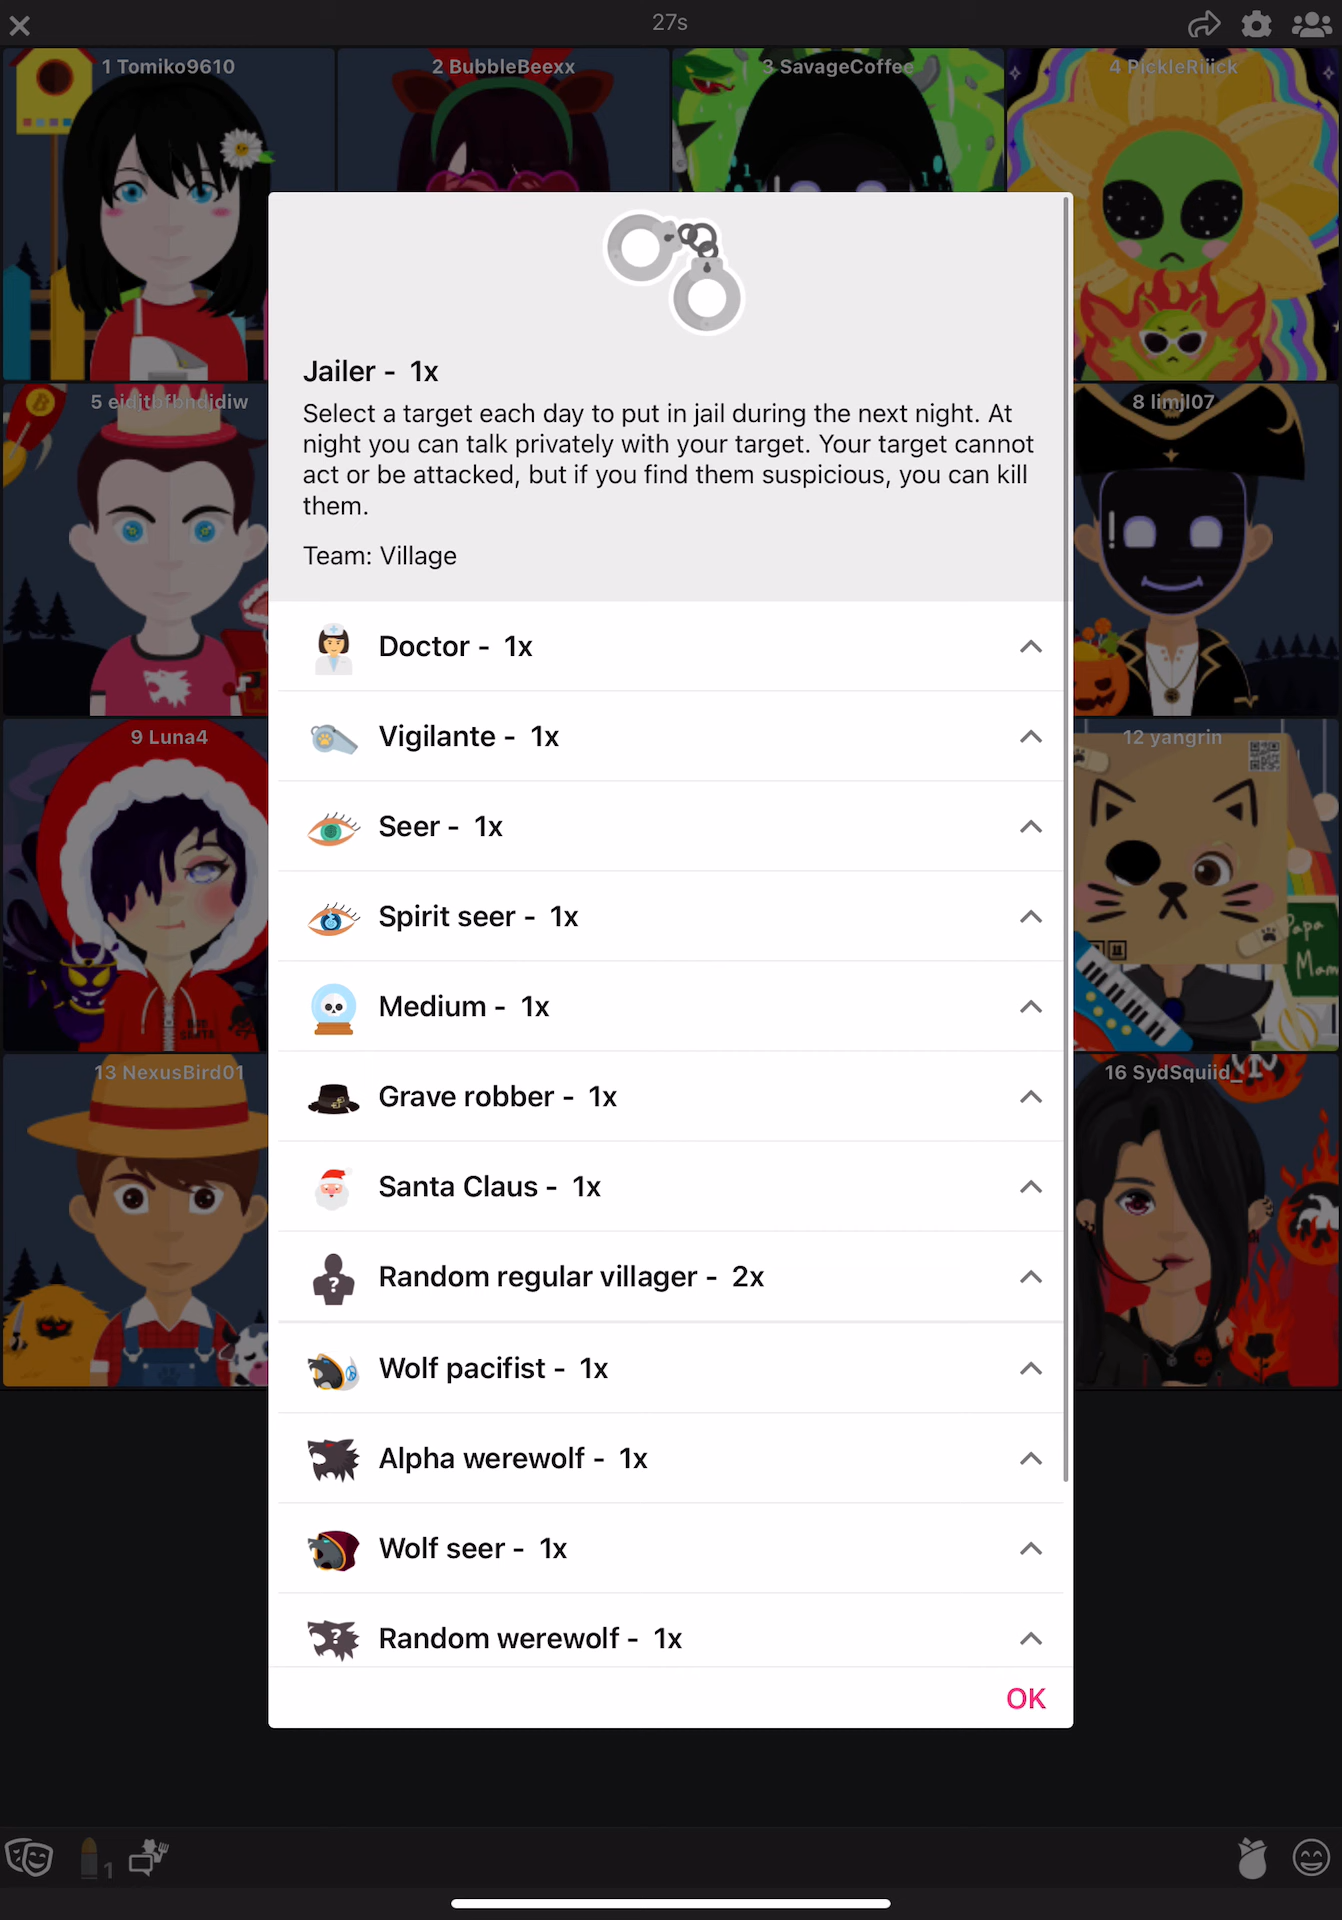 27s
1 Tomiko9610
2 BubbleBeexx
3 SavageCoffee
4 PickleRiiick
Jailer - 1x
Select a target each day to put in jail during the next night. At
night you can talk privately with your target. Your target cannot
act or be attacked, but if you find them suspicious, you can kill
them.
Team: Village
5 eidjtbfbndjdiw
8 limjl07
Doctor - 1x
Vigilante - 1x
9 Luna4
12 yangrin
Seer - 1x
Spirit seer - 1x
Papa
Mam
Medium - 1x
13 NexusBird01
16 SydSquiid_
Grave robber - 1x
Santa Claus - 1x
Random regular villager - 2x
Wolf pacifist - 1x
Alpha werewolf - 1x
Wolf seer - 1x
Random werewolf - 1x
OK
1